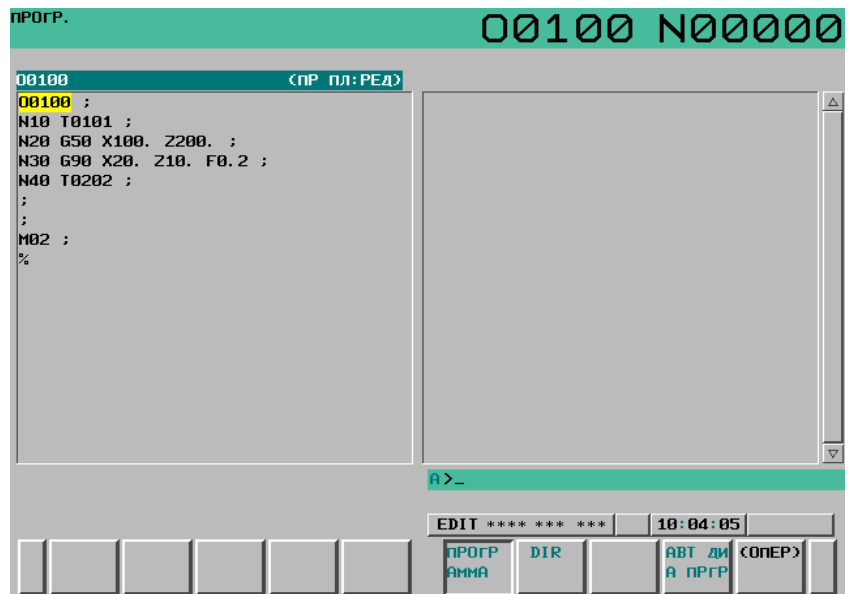 ПРОГР.
O0100 N00000
O0100 (ПР ПЛ:РЕД)
O0100 ;
N10 T0101 ;
N20 G50 X100. Z200. ;
N30 G90 X20. Z10. F0.2 ;
N40 T0202 ;
;
;
M02 ;
%
A>_
EDIT **** *** *** 10:04:05
ПРОГР DIR АВТ ДИ (ОПЕР)
АММА А ПРГР